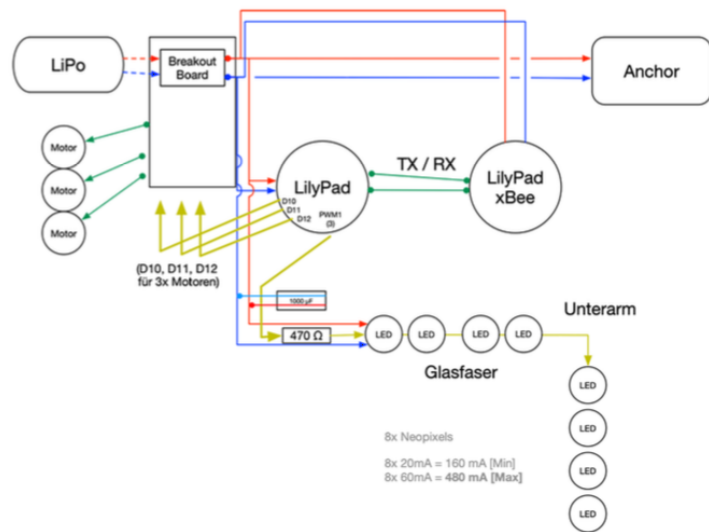 LiPo
Breakout
Board
Anchor
Motor
Motor
Motor
LilyPad
TX / RX
LilyPad
xBee
D10
D11
D12
PWM1
(3)
(D10, D11, D12
für 3x Motoren)
1000 µF
470 Ω
LED
LED
LED
LED
Unterarm
Glasfaser
LED
LED
LED
LED
8x Neopixels
8x 20mA = 160 mA [Min]
8x 60mA = 480 mA [Max]